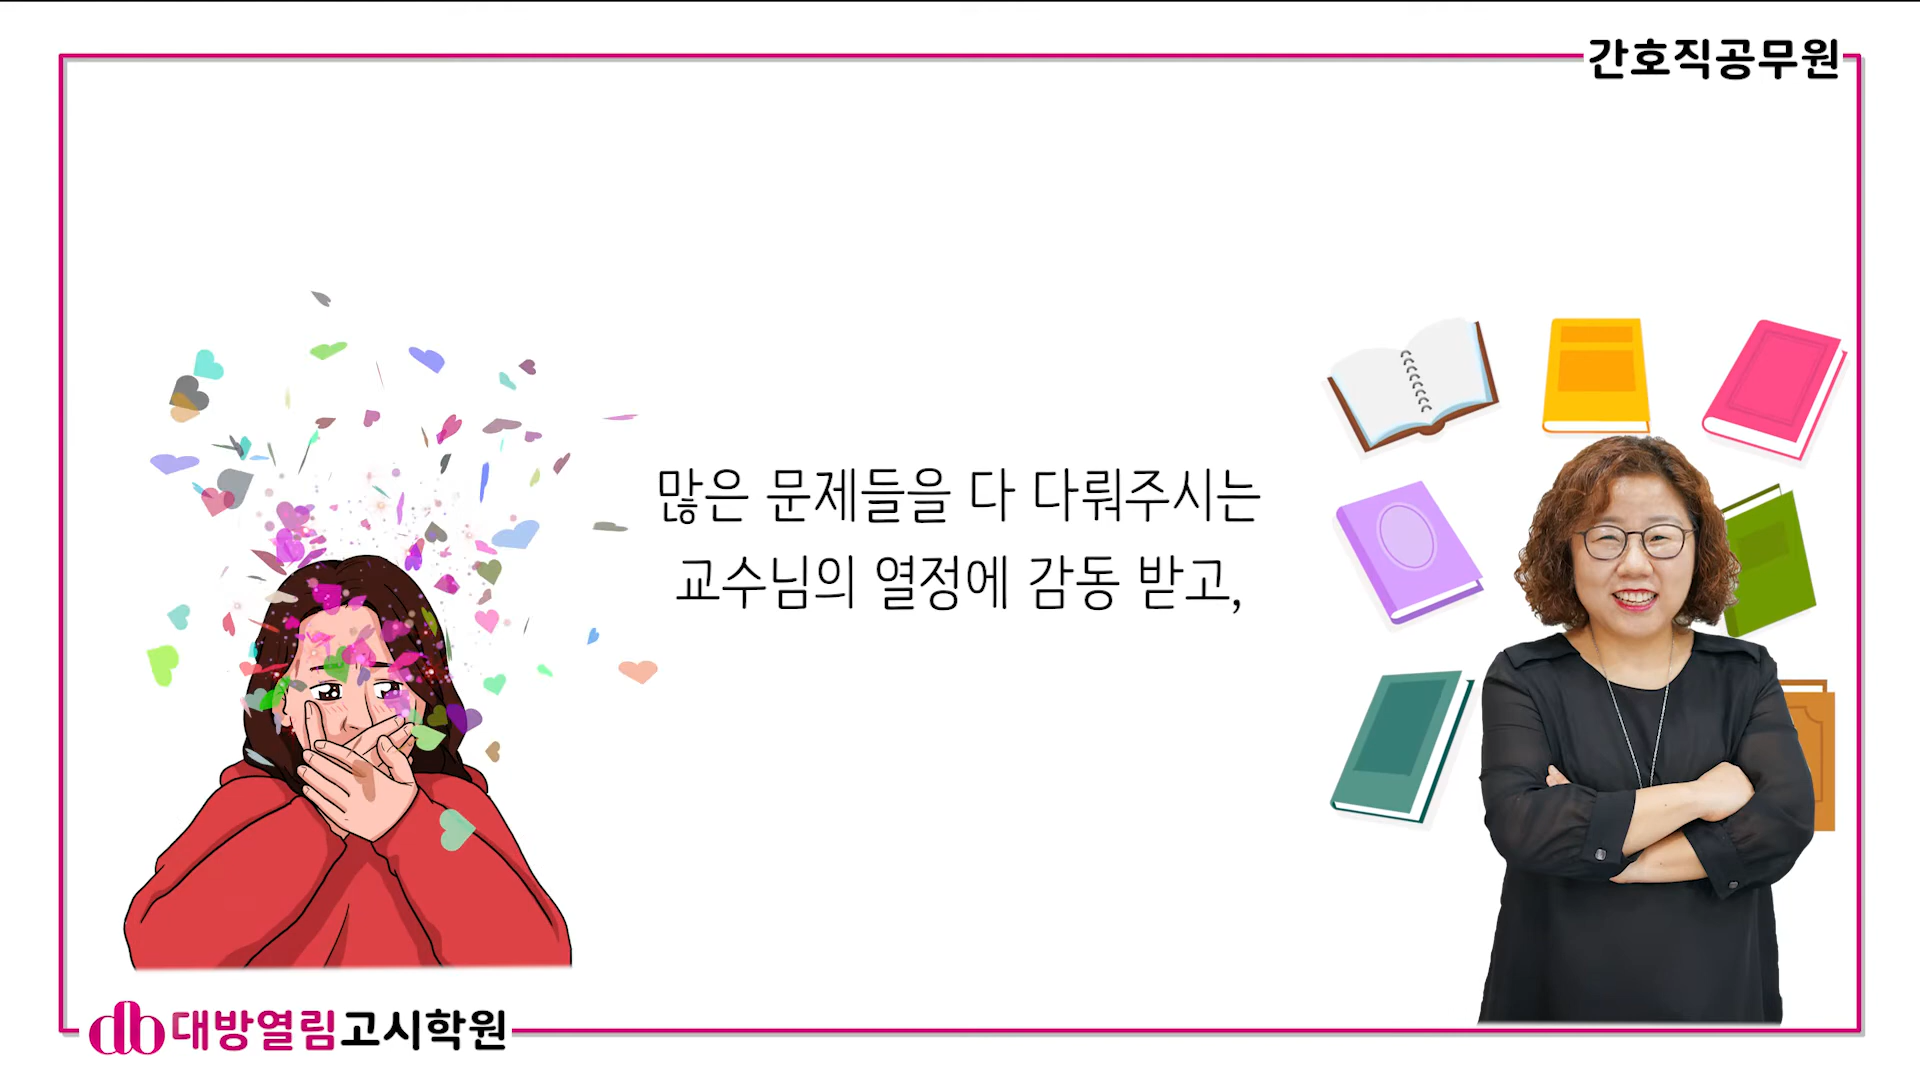 간호직공무원
많은 문제들을 다 다뤄주시는
교수님의 열정에 감동 받고,
db 대방열림고시학원